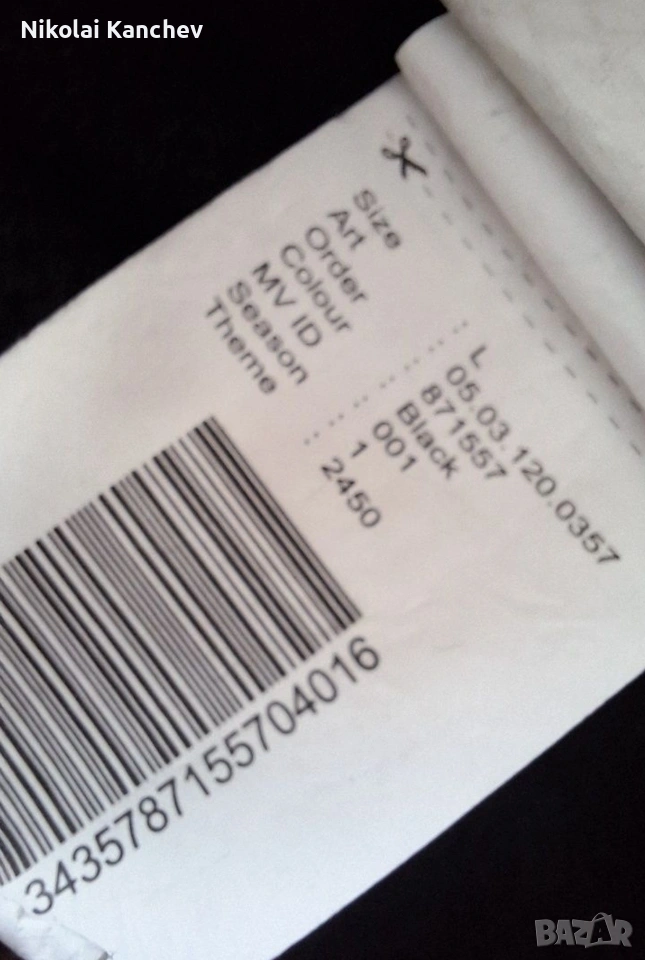 Nikolai Kanchev
Size : L
Art : 05.03.120.0357
Order : 871557
Colour : Black
MV ID : 001
Season : 1
Theme : 2450
3435787155704016
BAZAR